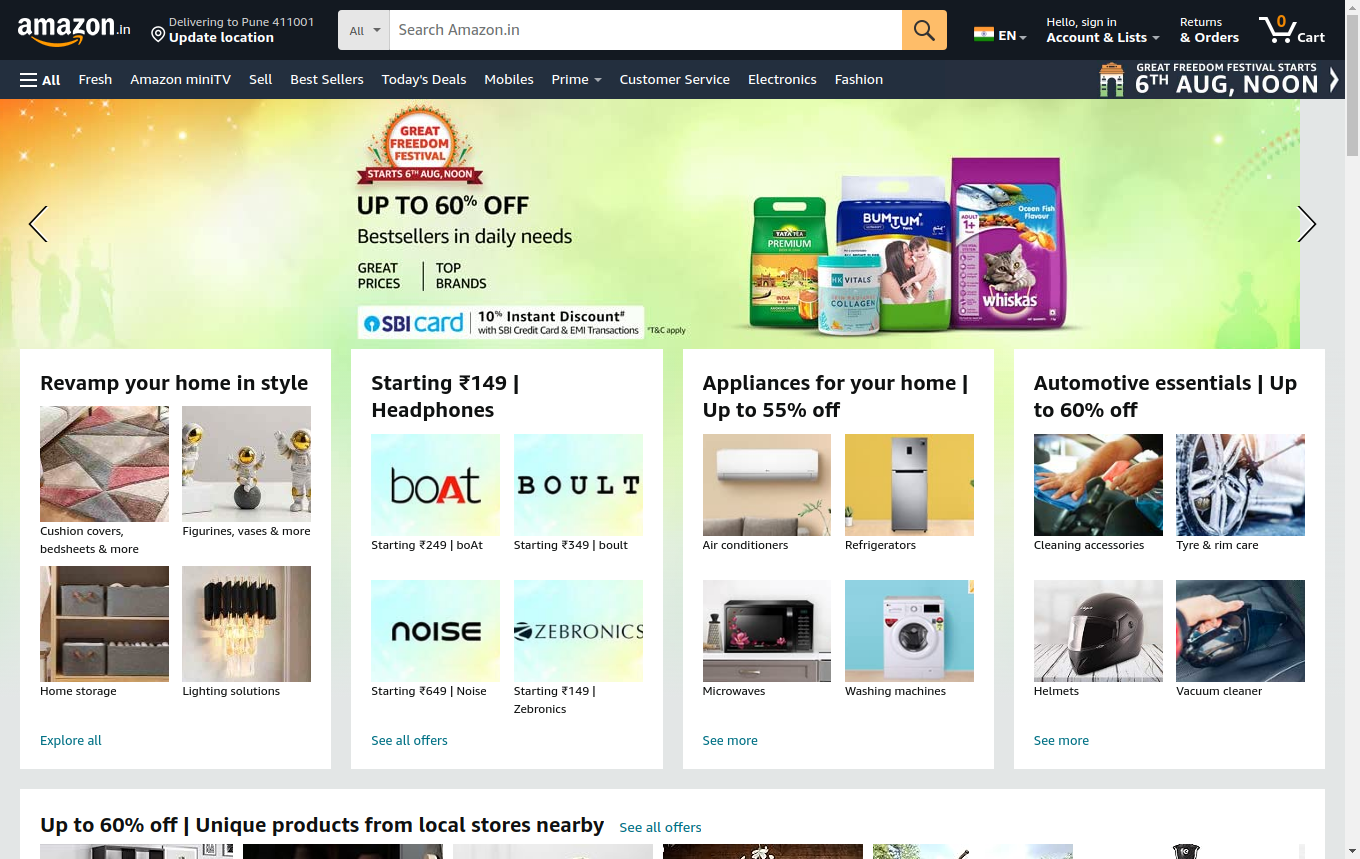 amazon.in
Delivering to Pune 411001
Update location
All
Search Amazon.in
EN
Hello, sign in
Account & Lists
Returns
& Orders
0
Cart
All
Fresh
Amazon miniTV
Sell
Best Sellers
Today's Deals
Mobiles
Prime
Customer Service
Electronics
Fashion
GREAT FREEDOM FESTIVAL STARTS
6TH AUG, NOON
GREAT
FREEDOM
FESTIVAL
STARTS 6TH AUG, NOON
UP TO 60% OFF
Bestsellers in daily needs
GREAT
PRICES
TOP
BRANDS
SBI card
10% Instant Discount#
with SBI Credit Card & EMI Transactions
*T&C apply
TATA TEA
PREMIUM
INDIA
BUMTUM
HK VITALS
SKIN RADIANCE
COLLAGEN
ADULT
1+
Ocean Fish
Flavour
whiskas
Revamp your home in style
Cushion covers,
bedsheets & more
Figurines, vases & more
Home storage
Lighting solutions
Explore all
Starting ₹149 |
Headphones
boAt
BOULT
Starting ₹249 | boAt
Starting ₹349 | boult
noise
ZEBRONICS
Starting ₹649 | Noise
Starting ₹149 |
Zebronics
See all offers
Appliances for your home |
Up to 55% off
Air conditioners
Refrigerators
Microwaves
Washing machines
See more
Automotive essentials | Up
to 60% off
Cleaning accessories
Tyre & rim care
Helmets
Vacuum cleaner
See more
Up to 60% off | Unique products from local stores nearby
See all offers